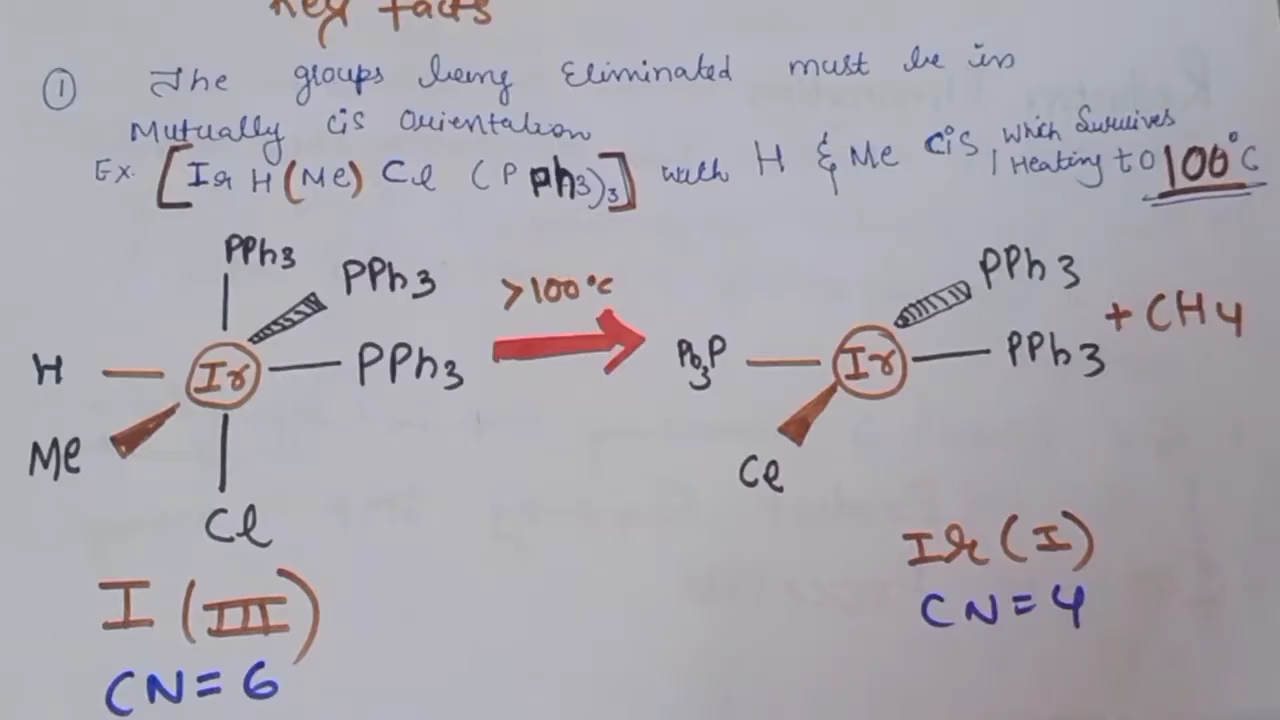 Key facts
① The groups being Eliminated must be in
Mutually cis Orientation
Ex. [Ir H (Me) Cl (P Ph3)3] with H & Me cis, which Survives
Heating to 100°C
PPh3
PPh3
H Ir PPh3
Me
Cl
>100°C
PPh3
Ph3P Ir PPh3 + CH4
Cl
I (III)
CN = 6
Ir (I)
CN = 4